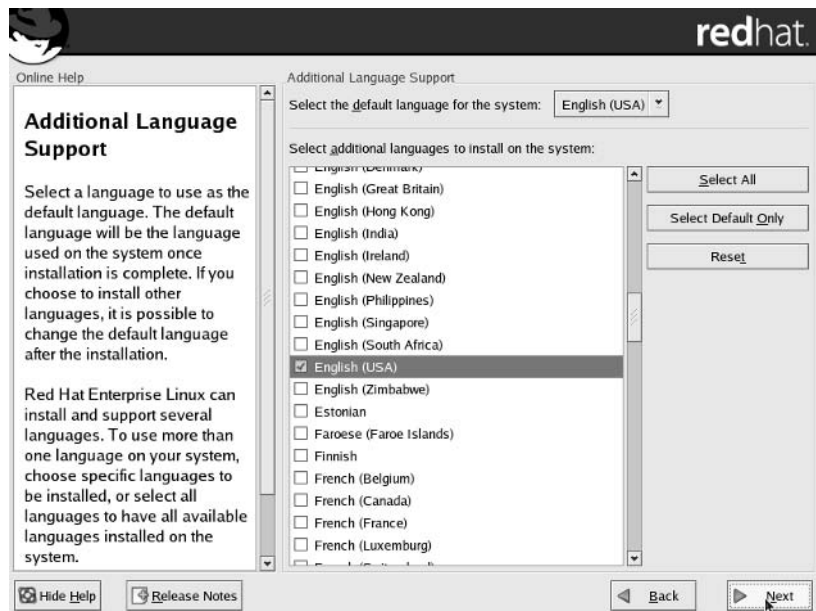 redhat.
Online Help
Additional Language
Support
Select a language to use as the
default language. The default
language will be the language
used on the system once
installation is complete. If you
choose to install other
languages, it is possible to
change the default language
after the installation.
Red Hat Enterprise Linux can
install and support several
languages. To use more than
one language on your system,
choose specific languages to
be installed, or select all
languages to have all available
languages installed on the
system.
Additional Language Support
Select the default language for the system: English (USA)
Select additional languages to install on the system:
English (Denmark)
English (Great Britain)
English (Hong Kong)
English (India)
English (Ireland)
English (New Zealand)
English (Philippines)
English (Singapore)
English (South Africa)
English (USA)
English (Zimbabwe)
Estonian
Faroese (Faroe Islands)
Finnish
French (Belgium)
French (Canada)
French (France)
French (Luxemburg)
Select All
Select Default Only
Reset
Hide Help
Release Notes
Back
Next